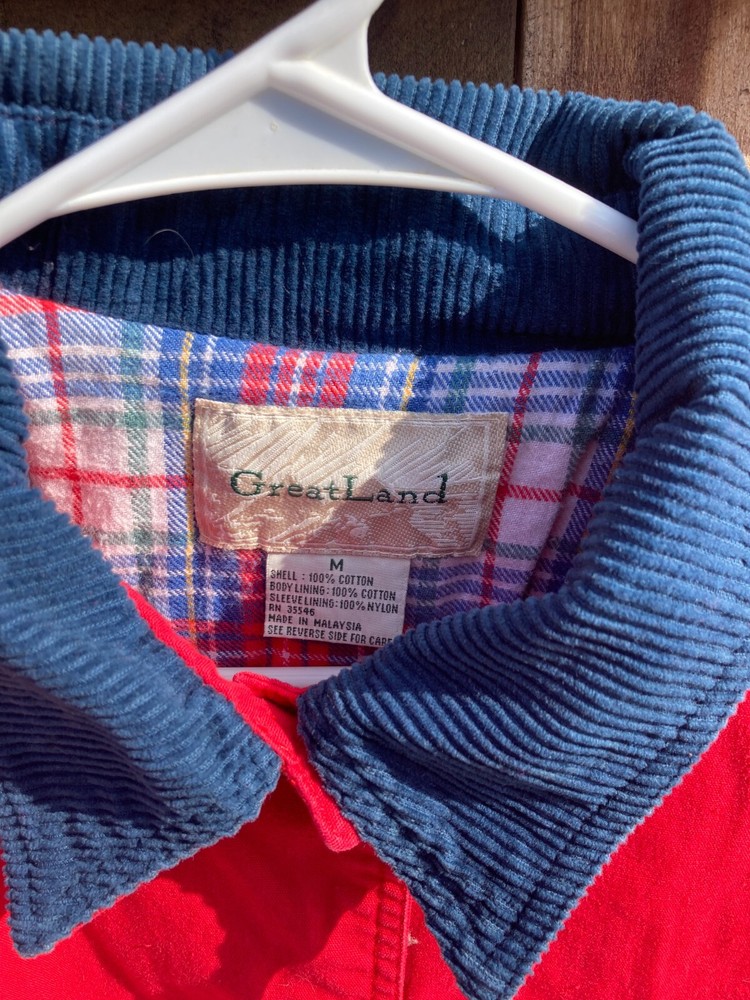 GreatLand
M
SHELL : 100% COTTON
BODY LINING: 100% COTTON
SLEEVE LINING: 100% NYLON
RN 35546
MADE IN MALAYSIA
SEE REVERSE SIDE FOR CARE